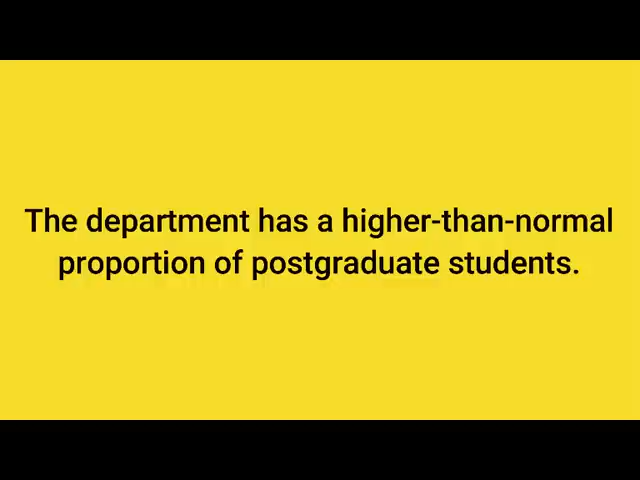 The department has a higher-than-normal
proportion of postgraduate students.